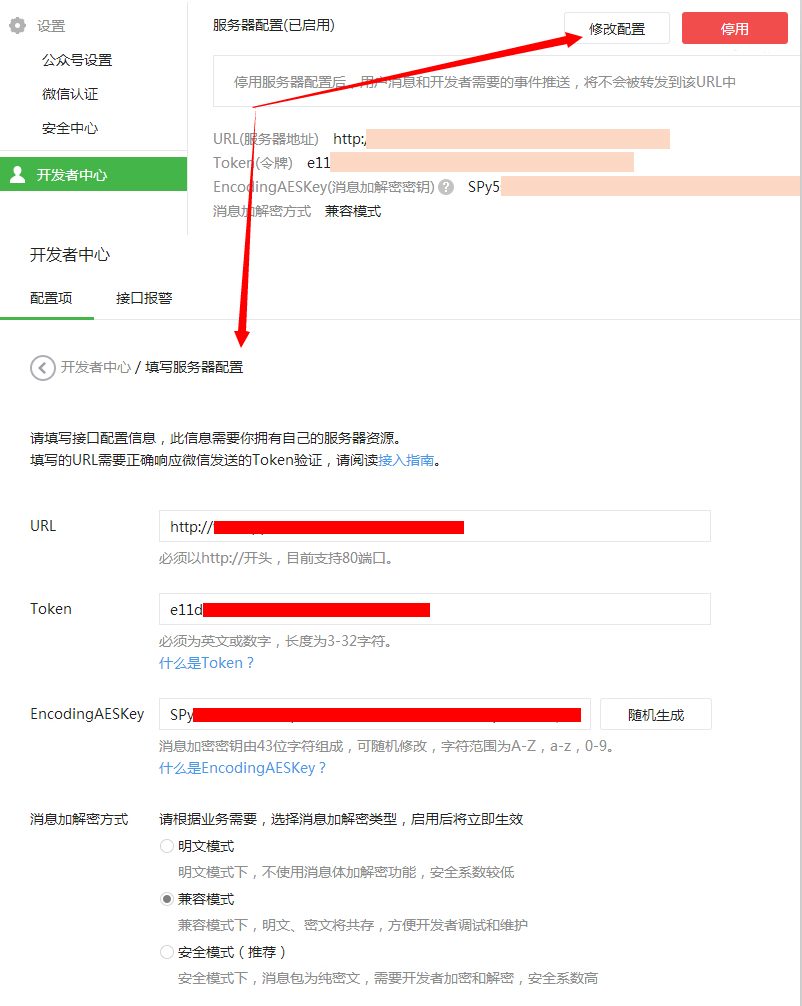 设置
公众号设置
微信认证
安全中心
开发者中心
服务器配置(已启用)
修改配置
停用
停用服务器配置后，用户消息和开发者需要的事件推送，将不会被转发到该URL中
URL(服务器地址) http:/
Token(令牌) e11
EncodingAESKey(消息加解密密钥) ? SPy5
消息加解密方式 兼容模式
开发者中心
配置项 接口报警
开发者中心 / 填写服务器配置
请填写接口配置信息，此信息需要你拥有自己的服务器资源。
填写的URL需要正确响应微信发送的Token验证，请阅读接入指南。
URL http://
必须以http://开头，目前支持80端口。
Token e11d
必须为英文或数字，长度为3-32字符。
什么是Token？
EncodingAESKey SPy 随机生成
消息加密密钥由43位字符组成，可随机修改，字符范围为A-Z，a-z，0-9。
什么是EncodingAESKey？
消息加解密方式 请根据业务需要，选择消息加解密类型，启用后将立即生效
明文模式
明文模式下，不使用消息体加解密功能，安全系数较低
兼容模式
兼容模式下，明文、密文将共存，方便开发者调试和维护
安全模式（推荐）
安全模式下，消息包为纯密文，需要开发者加密和解密，安全系数高